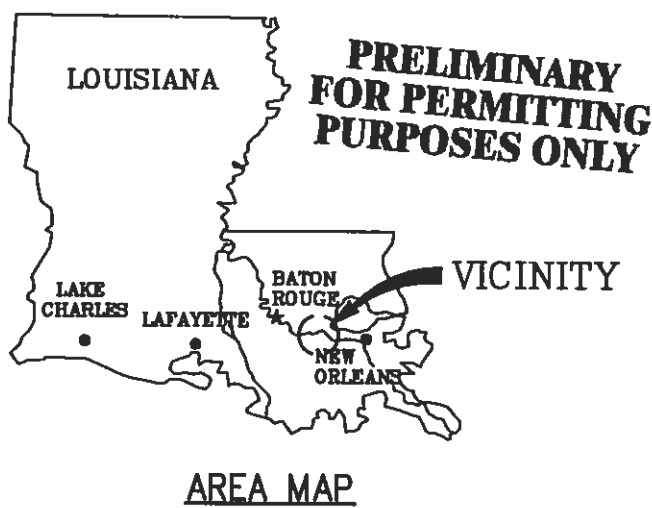 LOUISIANA
PRELIMINARY
FOR PERMITTING
PURPOSES ONLY
BATON
ROUGE
VICINITY
LAKE
CHARLES
LAFAYETTE
NEW
ORLEANS
AREA MAP